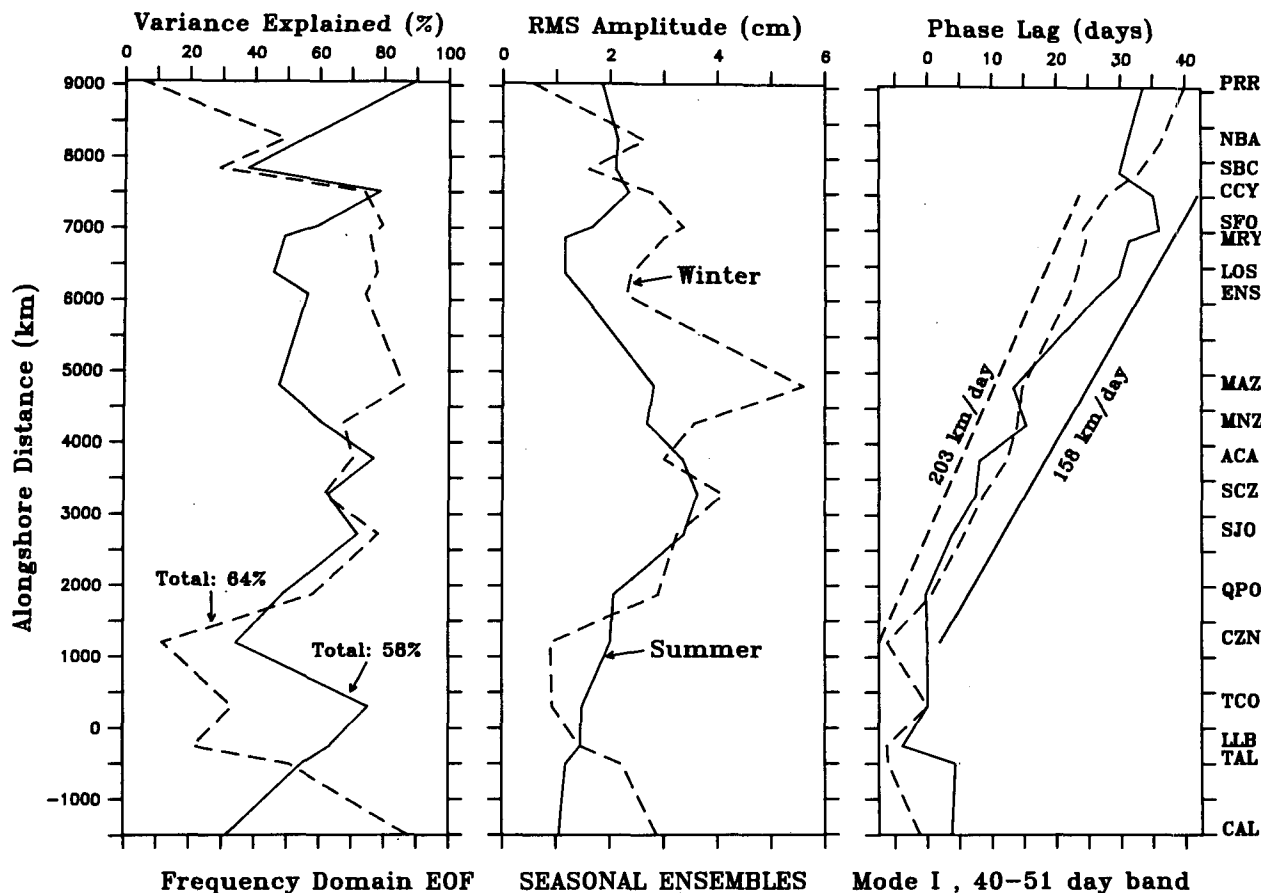 Variance Explained (%)
0 20 40 60 80 100
RMS Amplitude (cm)
0 2 4 6
Phase Lag (days)
0 10 20 30 40
Alongshore Distance (km)
9000
8000
7000
6000
5000
4000
3000
2000
1000
0
-1000
Total: 64%
Total: 58%
Winter
Summer
203 km/day
158 km/day
PRR
NBA
SBC
CCY
SFO
MRY
LOS
ENS
MAZ
MNZ
ACA
SCZ
SJO
QPO
CZN
TCO
LLB
TAL
CAL
Frequency Domain EOF
SEASONAL ENSEMBLES
Mode I , 40-51 day band